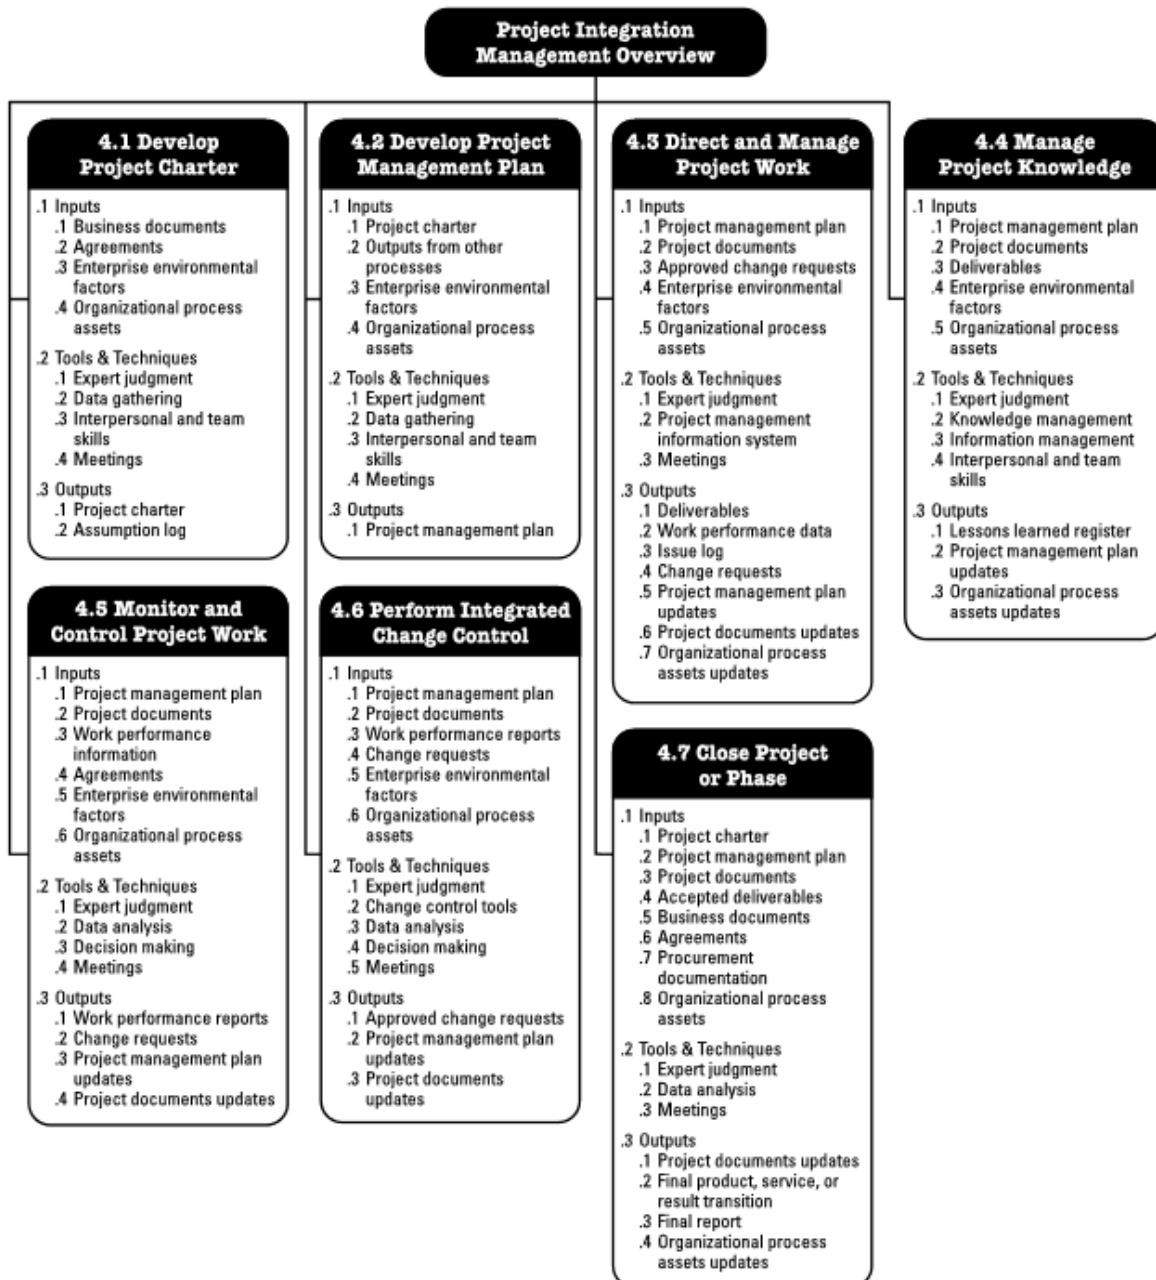 Project Integration
Management Overview
4.1 Develop
Project Charter
.1 Inputs
.1 Business documents
.2 Agreements
.3 Enterprise environmental
factors
.4 Organizational process
assets
.2 Tools & Techniques
.1 Expert judgment
.2 Data gathering
.3 Interpersonal and team
skills
.4 Meetings
.3 Outputs
.1 Project charter
.2 Assumption log
4.2 Develop Project
Management Plan
.1 Inputs
.1 Project charter
.2 Outputs from other
processes
.3 Enterprise environmental
factors
.4 Organizational process
assets
.2 Tools & Techniques
.1 Expert judgment
.2 Data gathering
.3 Interpersonal and team
skills
.4 Meetings
.3 Outputs
.1 Project management plan
4.3 Direct and Manage
Project Work
.1 Inputs
.1 Project management plan
.2 Project documents
.3 Approved change requests
.4 Enterprise environmental
factors
.5 Organizational process
assets
.2 Tools & Techniques
.1 Expert judgment
.2 Project management
information system
.3 Meetings
.3 Outputs
.1 Deliverables
.2 Work performance data
.3 Issue log
.4 Change requests
.5 Project management plan
updates
.6 Project documents updates
.7 Organizational process
assets updates
4.4 Manage
Project Knowledge
.1 Inputs
.1 Project management plan
.2 Project documents
.3 Deliverables
.4 Enterprise environmental
factors
.5 Organizational process
assets
.2 Tools & Techniques
.1 Expert judgment
.2 Knowledge management
.3 Information management
.4 Interpersonal and team
skills
.3 Outputs
.1 Lessons learned register
.2 Project management plan
updates
.3 Organizational process
assets updates
4.5 Monitor and
Control Project Work
.1 Inputs
.1 Project management plan
.2 Project documents
.3 Work performance
information
.4 Agreements
.5 Enterprise environmental
factors
.6 Organizational process
assets
.2 Tools & Techniques
.1 Expert judgment
.2 Data analysis
.3 Decision making
.4 Meetings
.3 Outputs
.1 Work performance reports
.2 Change requests
.3 Project management plan
updates
.4 Project documents updates
4.6 Perform Integrated
Change Control
.1 Inputs
.1 Project management plan
.2 Project documents
.3 Work performance reports
.4 Change requests
.5 Enterprise environmental
factors
.6 Organizational process
assets
.2 Tools & Techniques
.1 Expert judgment
.2 Change control tools
.3 Data analysis
.4 Decision making
.5 Meetings
.3 Outputs
.1 Approved change requests
.2 Project management plan
updates
.3 Project documents
updates
4.7 Close Project
or Phase
.1 Inputs
.1 Project charter
.2 Project management plan
.3 Project documents
.4 Accepted deliverables
.5 Business documents
.6 Agreements
.7 Procurement
documentation
.8 Organizational process
assets
.2 Tools & Techniques
.1 Expert judgment
.2 Data analysis
.3 Meetings
.3 Outputs
.1 Project documents updates
.2 Final product, service, or
result transition
.3 Final report
.4 Organizational process
assets updates